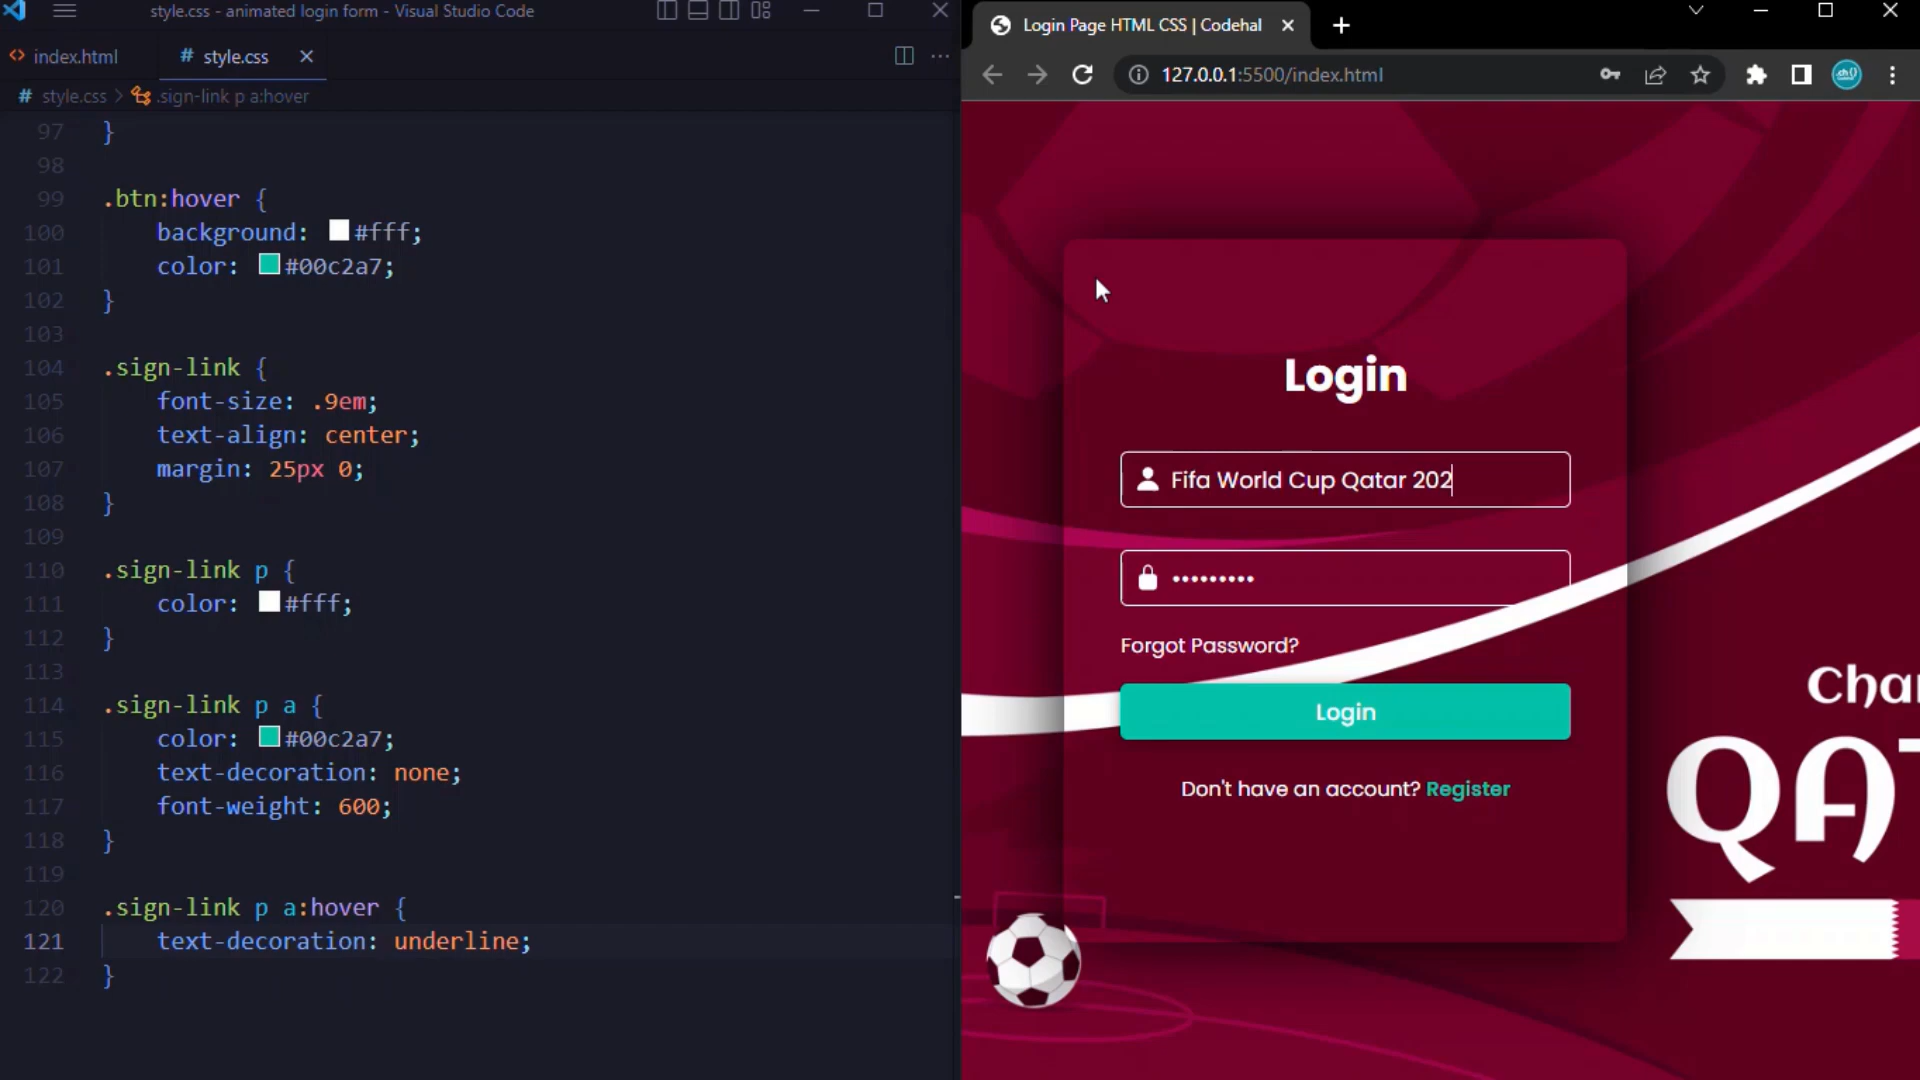 style.css - animated login form - Visual Studio Code
index.html
# style.css
# style.css > .sign-link p a:hover
97 }
98
99 .btn:hover {
100 background: #fff;
101 color: #00c2a7;
102 }
103
104 .sign-link {
105 font-size: .9em;
106 text-align: center;
107 margin: 25px 0;
108 }
109
110 .sign-link p {
111 color: #fff;
112 }
113
114 .sign-link p a {
115 color: #00c2a7;
116 text-decoration: none;
117 font-weight: 600;
118 }
119
120 .sign-link p a:hover {
121 text-decoration: underline;
122 }
Login Page HTML CSS | Codehal
127.0.0.1:5500/index.html
Login
Fifa World Cup Qatar 202
•••••••••
Forgot Password?
Login
Don't have an account? Register